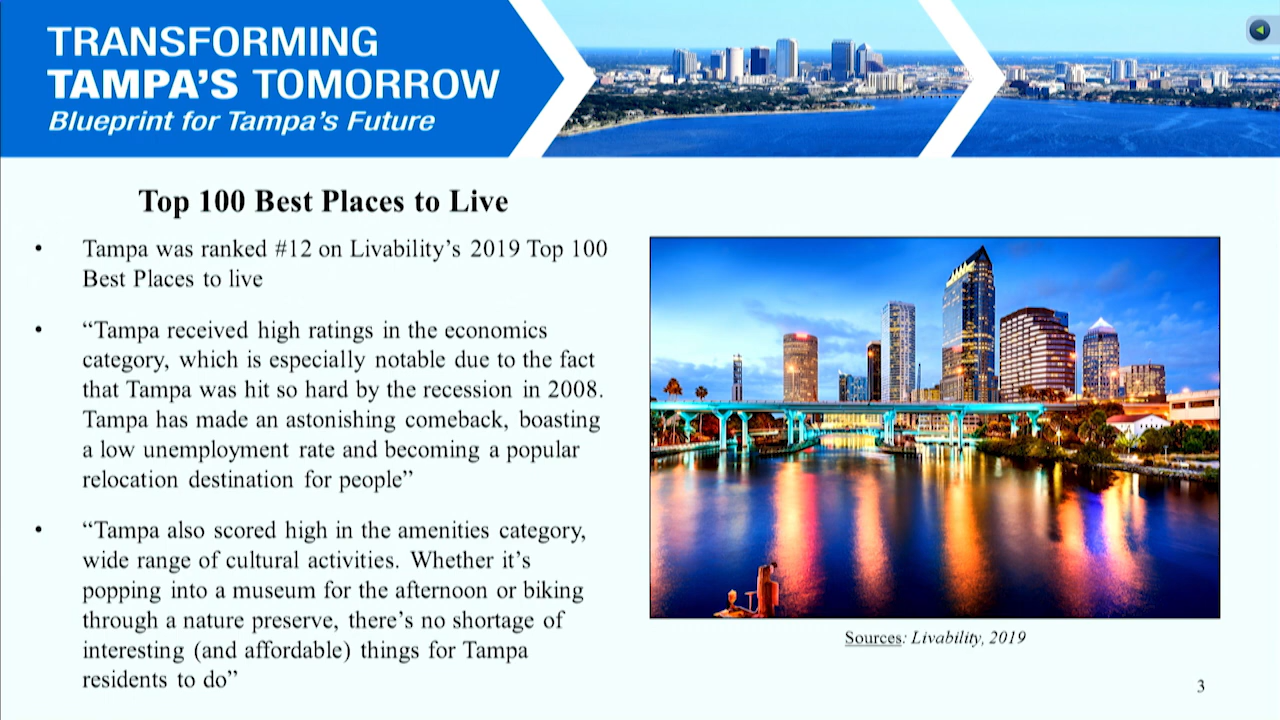 TRANSFORMING
TAMPA'S TOMORROW
Blueprint for Tampa's Future
Top 100 Best Places to Live
• Tampa was ranked #12 on Livability's 2019 Top 100
Best Places to live
• “Tampa received high ratings in the economics
category, which is especially notable due to the fact
that Tampa was hit so hard by the recession in 2008.
Tampa has made an astonishing comeback, boasting
a low unemployment rate and becoming a popular
relocation destination for people”
• “Tampa also scored high in the amenities category,
wide range of cultural activities. Whether it's
popping into a museum for the afternoon or biking
through a nature preserve, there's no shortage of
interesting (and affordable) things for Tampa
residents to do”
Sources: Livability, 2019
3